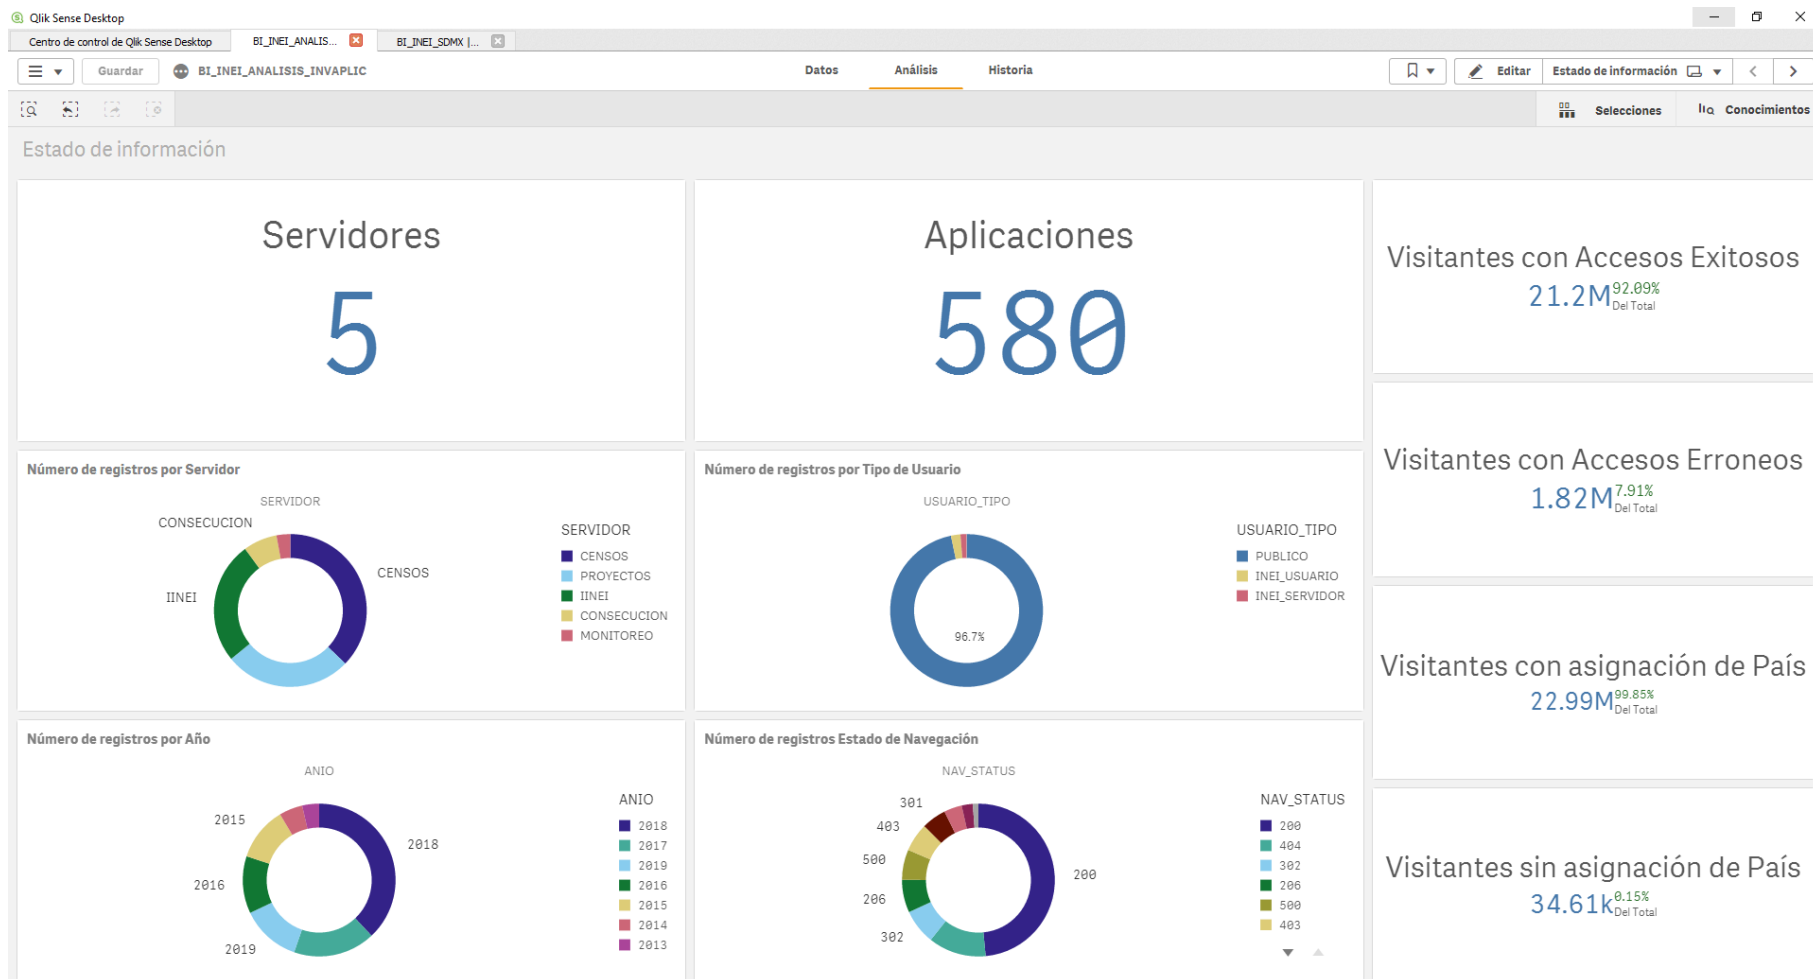 Qlik Sense Desktop
Centro de control de Qlik Sense Desktop
BI_INEI_ANALIS...
BI_INEI_SDMX |...
Guardar
BI_INEI_ANALISIS_INVAPLIC
Datos
Análisis
Historia
Editar
Estado de información
Selecciones
Conocimientos
Estado de información
Servidores
5
Aplicaciones
580
Visitantes con Accesos Exitosos
21.2M 92.09%
Del Total
Visitantes con Accesos Erroneos
1.82M 7.91%
Del Total
Visitantes con asignación de País
22.99M 99.85%
Del Total
Visitantes sin asignación de País
34.61k 0.15%
Del Total
Número de registros por Servidor
SERVIDOR
CONSECUCION
CENSOS
IINEI
SERVIDOR
CENSOS
PROYECTOS
IINEI
CONSECUCION
MONITOREO
Número de registros por Tipo de Usuario
USUARIO_TIPO
96.7%
USUARIO_TIPO
PUBLICO
INEI_USUARIO
INEI_SERVIDOR
Número de registros por Año
ANIO
2015
2018
2016
2019
ANIO
2018
2017
2019
2016
2015
2014
2013
Número de registros Estado de Navegación
NAV_STATUS
301
403
500
200
206
302
NAV_STATUS
200
404
302
206
500
403